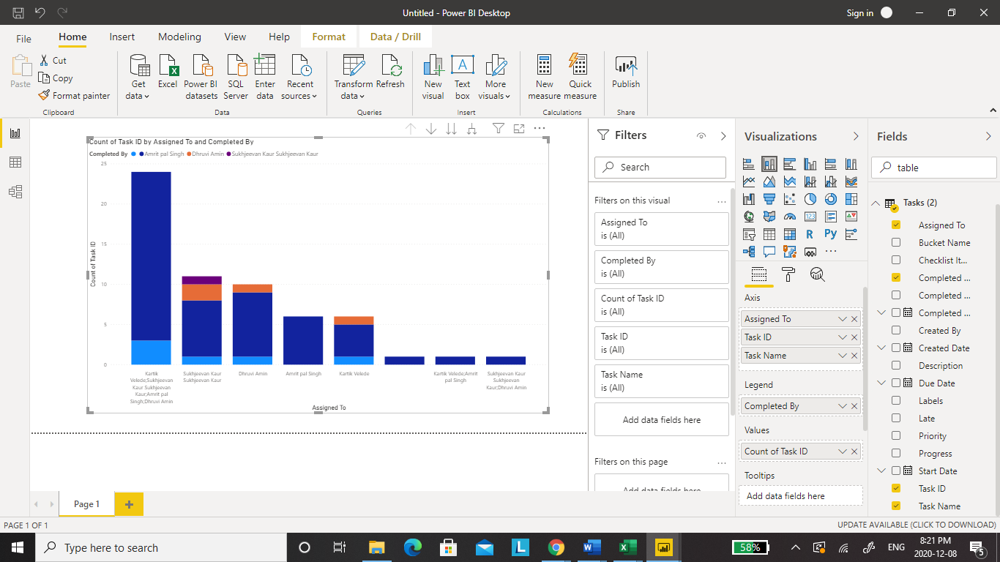 Untitled - Power BI Desktop
Sign in
File
Home
Insert
Modeling
View
Help
Format
Data / Drill
Paste
Cut
Copy
Format painter
Clipboard
Get data
Excel
Power BI datasets
SQL Server
Enter data
Recent sources
Data
Transform data
Refresh
Queries
New visual
Text box
More visuals
Insert
New measure
Quick measure
Calculations
Publish
Share
Count of Task ID by Assigned To and Completed By
Completed By
Amrit pal Singh
Dhruvi Amin
Sukhjeevan Kaur Sukhjeevan Kaur
25
20
15
10
5
0
Count of Task ID
Kartik
Velede;Sukhjeevan
Kaur Sukhjeevan
Kaur;Amrit pal
Singh;Dhruvi Amin
Sukhjeevan Kaur
Sukhjeevan Kaur
Dhruvi Amin
Amrit pal Singh
Kartik Velede
Kartik Velede;Amrit
pal Singh
Sukhjeevan Kaur
Sukhjeevan
Kaur;Dhruvi Amin
Assigned To
Filters
Search
Filters on this visual
...
Assigned To
is (All)
Completed By
is (All)
Count of Task ID
is (All)
Task ID
is (All)
Task Name
is (All)
Add data fields here
Filters on this page
...
Add data fields here
Visualizations
123
R
Py
...
Axis
Assigned To
Task ID
Task Name
Legend
Completed By
Values
Count of Task ID
Tooltips
Add data fields here
Fields
table
Tasks (2)
Assigned To
Bucket Name
Checklist It...
Completed ...
Completed ...
Completed ...
Created By
Created Date
Description
Due Date
Labels
Late
Priority
Progress
Start Date
Task ID
Task Name
Page 1
+
PAGE 1 OF 1
UPDATE AVAILABLE (CLICK TO DOWNLOAD)
Type here to search
58%
ENG
8:21 PM
2020-12-08
5